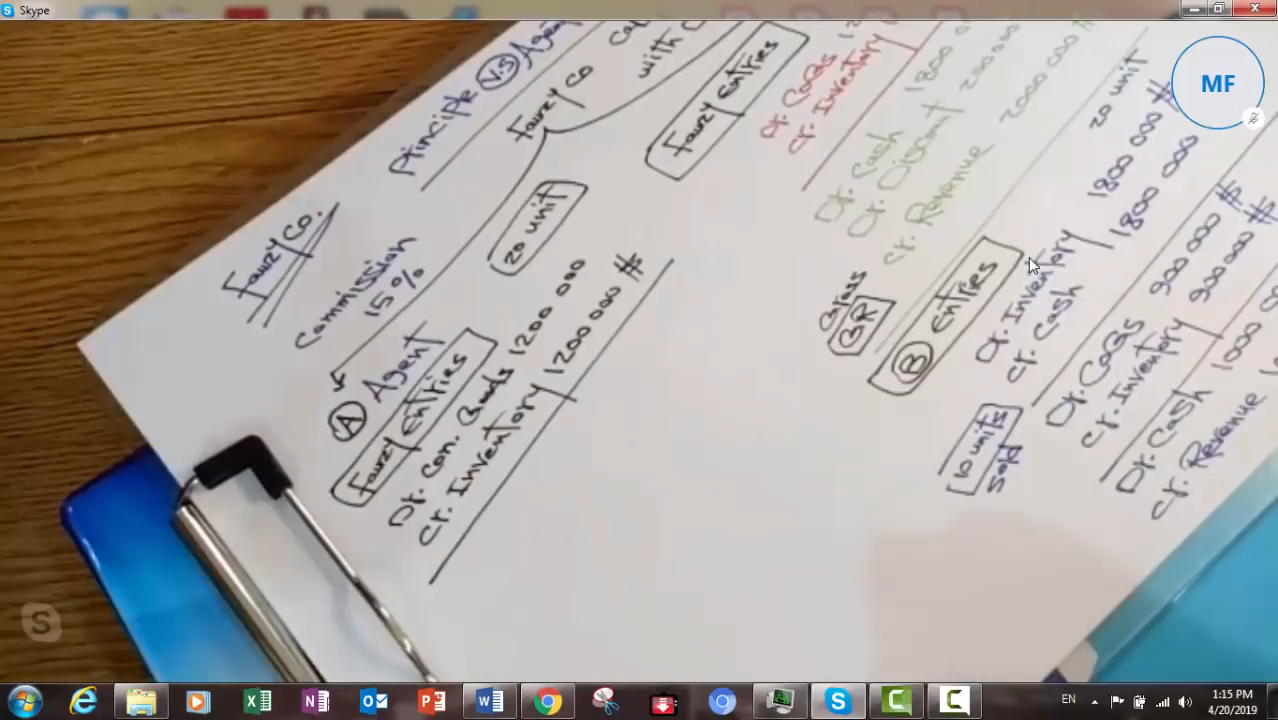 Skype
MF
Principle V.S Agent
Fawzy Co.
Commission
15%
Fawzy Co
with
20 unit
A Agent
Fawzy Entries
Dr. Con. Goods 1200 000
Cr. Inventory 1200 000 #
Fawzy Entries
Dr. CoGs
Cr. Inventory
Dr. Cash 1800
Dr. Discount 200 000
Cr. Revenue 2000 000 #
Gross
GR
B Entries
20 unit
Dr. Inventory 1800 000 #
Cr. Cash 1800 000
10 units
sold
Dr. CoGs 900 000 #
Cr. Inventory 900 000 #
Dr. Cash 1000
Cr. Revenue
EN
1:15 PM
4/20/2019